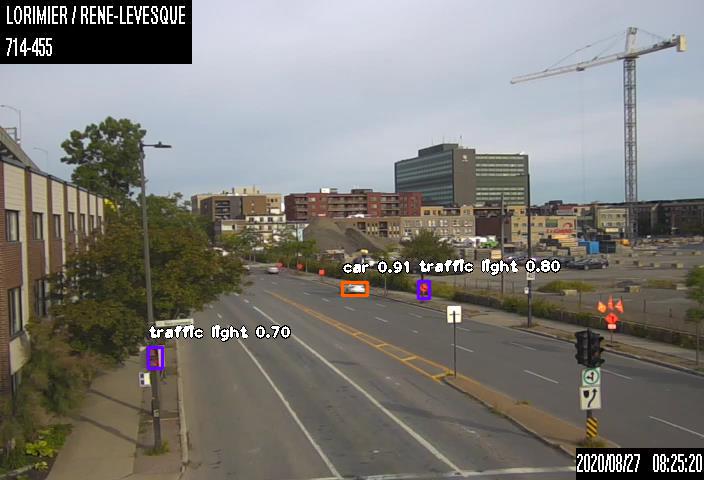 LORIMIER / RENE-LEVESQUE
714-455
car 0.91
traffic light 0.80
traffic light 0.70
2020/08/27 08:25:20